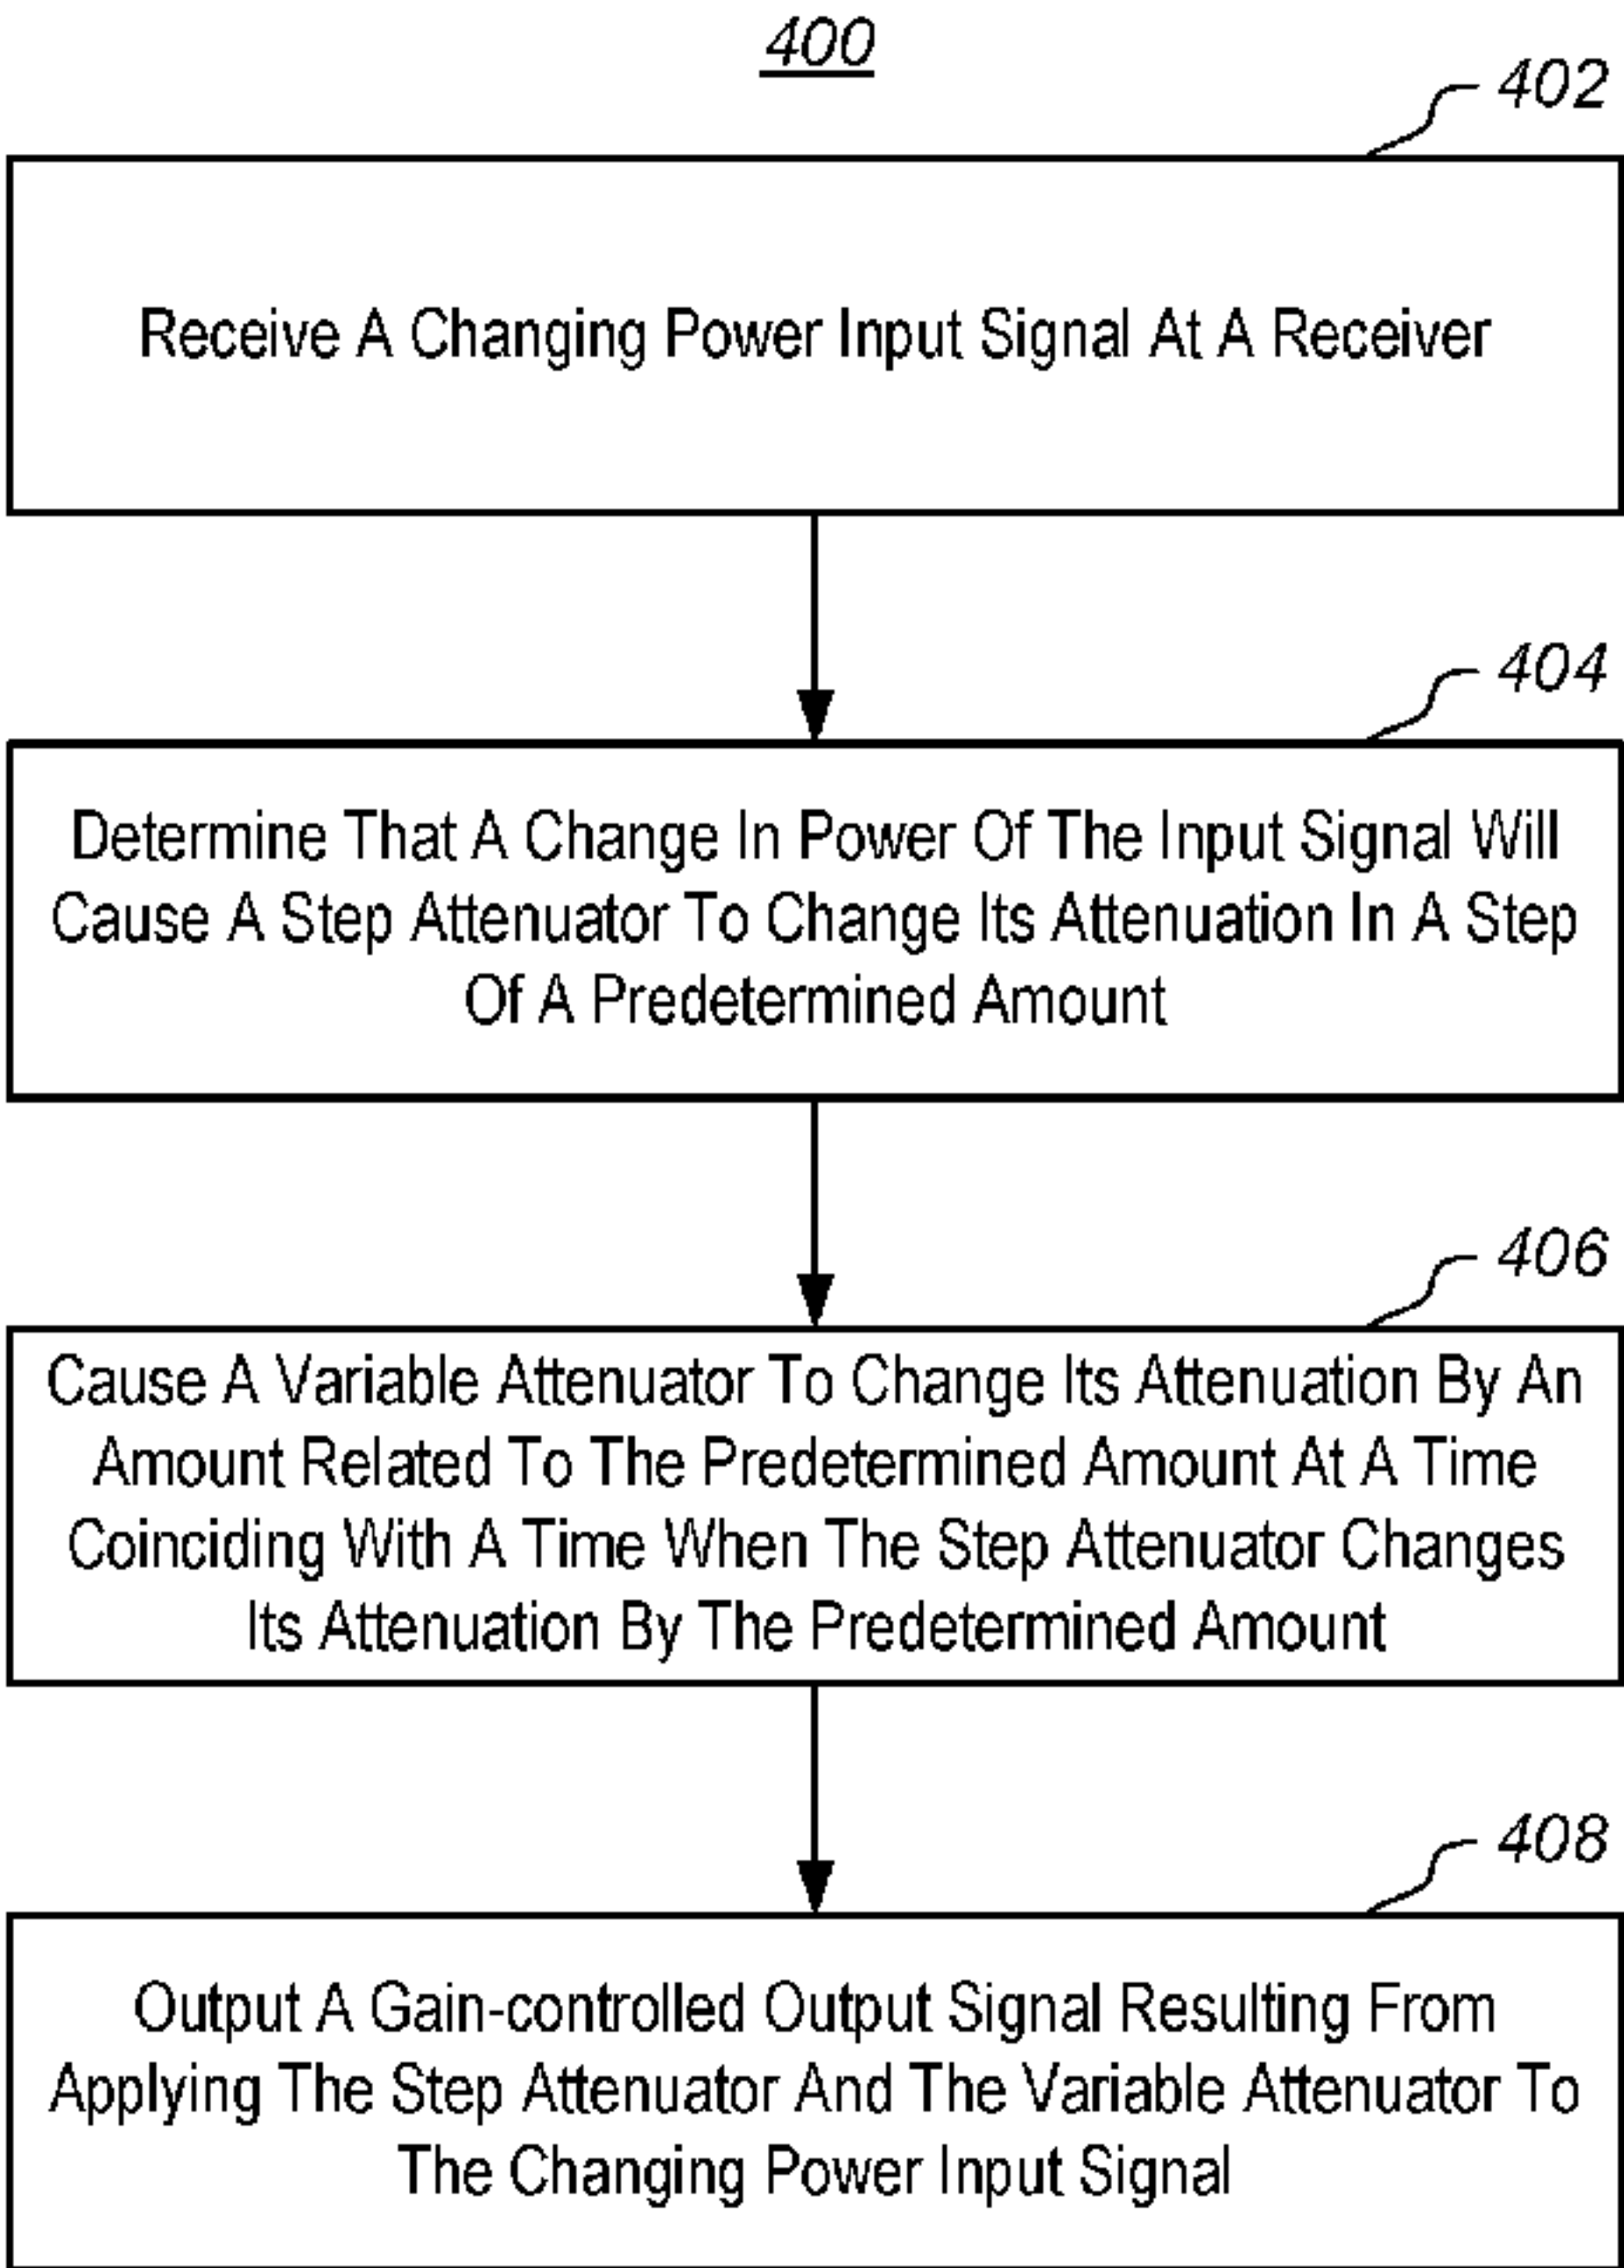 400
402
Receive A Changing Power Input Signal At A Receiver
404
Determine That A Change In Power Of The Input Signal Will
Cause A Step Attenuator To Change Its Attenuation In A Step
Of A Predetermined Amount
406
Cause A Variable Attenuator To Change Its Attenuation By An
Amount Related To The Predetermined Amount At A Time
Coinciding With A Time When The Step Attenuator Changes
Its Attenuation By The Predetermined Amount
408
Output A Gain-controlled Output Signal Resulting From
Applying The Step Attenuator And The Variable Attenuator To
The Changing Power Input Signal